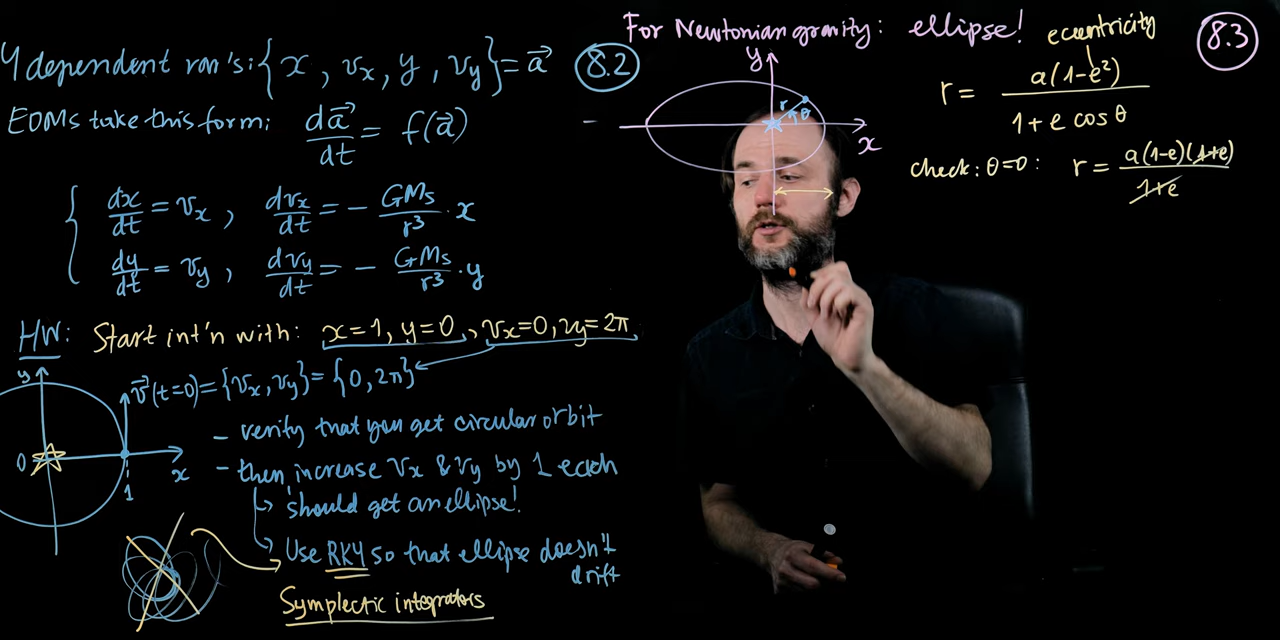 4 dependent var's: { x , vx , y , vy } = a⃗
8.2
EOMs take this form: da⃗/dt = f(a⃗)
{ dx/dt = vx , dvx/dt = - GMs/r³ · x
dy/dt = vy , dvy/dt = - GMs/r³ · y
HW: Start int'n with: x=1, y=0, vx=0, vy=2π
v⃗(t=0)={vx,vy}={0,2π}
y
0
x
1
- verify that you get circular orbit
- then increase vx & vy by 1 each
↳ should get an ellipse!
↳ Use RK4 so that ellipse doesn't
drift
Symplectic integrators
For Newtonian gravity: ellipse!
8.3
eccentricity
y
r
θ
x
r = a(1-e²)/(1+e cosθ)
check: θ=0: r = a(1-e)(1+e)/(1+e)